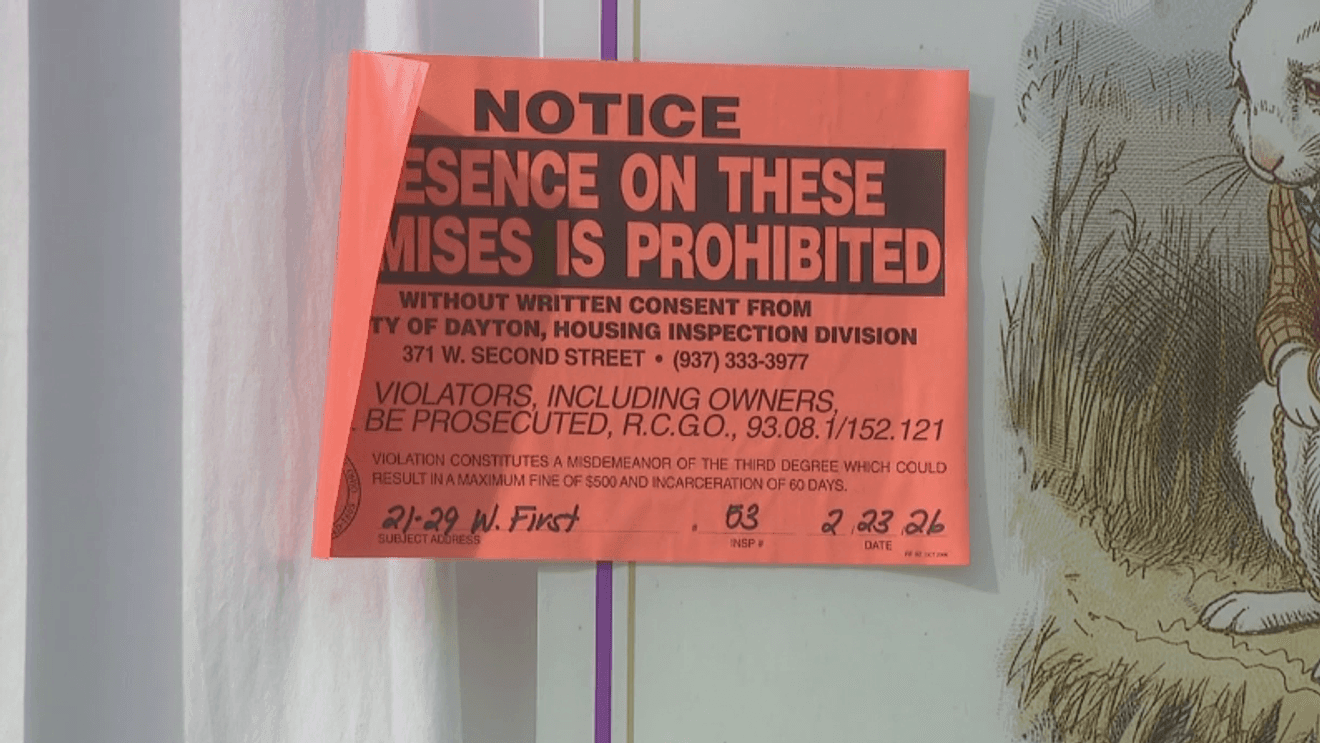 NOTICE
ESENCE ON THESE
MISES IS PROHIBITED
WITHOUT WRITTEN CONSENT FROM
TY OF DAYTON, HOUSING INSPECTION DIVISION
371 W. SECOND STREET • (937) 333-3977
VIOLATORS, INCLUDING OWNERS,
BE PROSECUTED, R.C.G.O., 93.08.1/152.121
VIOLATION CONSTITUTES A MISDEMEANOR OF THE THIRD DEGREE WHICH COULD
RESULT IN A MAXIMUM FINE OF $500 AND INCARCERATION OF 60 DAYS.
21-29 W. First 53 2 23 26
SUBJECT ADDRESS INSP # DATE